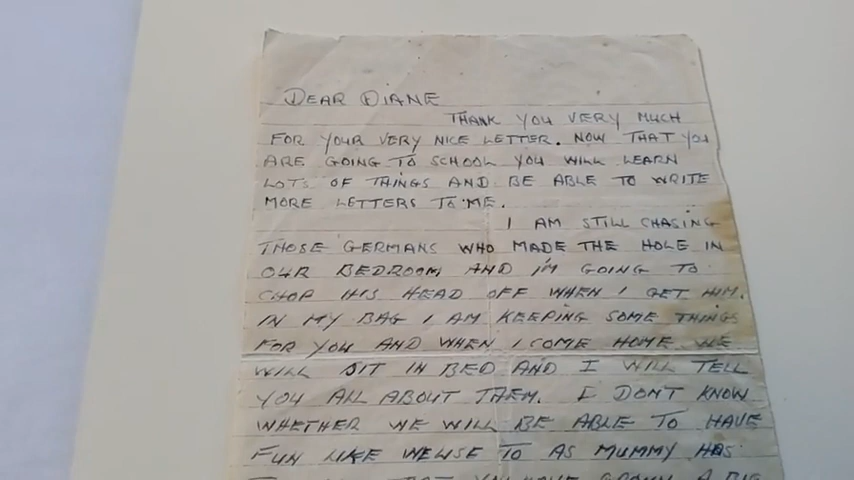 DEAR DIANE
THANK YOU VERY MUCH
FOR YOUR VERY NICE LETTER. NOW THAT YOU
ARE GOING TO SCHOOL YOU WILL LEARN
LOTS OF THINGS AND BE ABLE TO WRITE
MORE LETTERS TO ME.
I AM STILL CHASING
THOSE GERMANS WHO MADE THE HOLE IN
OUR BEDROOM AND I'M GOING TO
CHOP HIS HEAD OFF WHEN I GET HIM.
IN MY BAG I AM KEEPING SOME THINGS
FOR YOU AND WHEN I COME HOME WE
WILL SIT IN BED AND I WILL TELL
YOU ALL ABOUT THEM. I DONT KNOW
WHETHER WE WILL BE ABLE TO HAVE
FUN LIKE WE USE TO AS MUMMY HAS
YOU HAVE GROWN A BIG